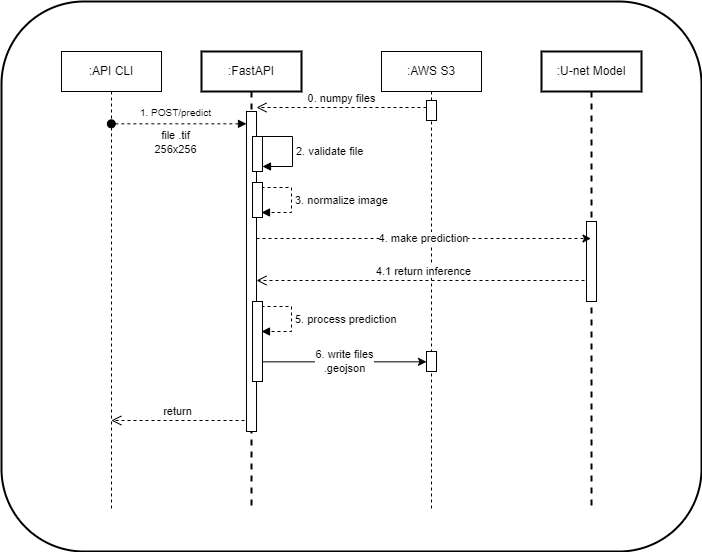 :API CLI
:FastAPI
:AWS S3
:U-net Model
0. numpy files
1. POST/predict
file .tif
256x256
2. validate file
3. normalize image
4. make prediction
4.1 return inference
5. process prediction
6. write files
.geojson
return